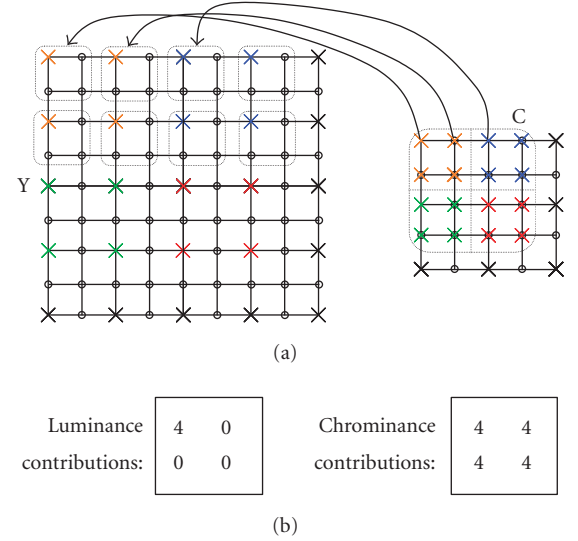 C
Y
(a)
Luminance
contributions:
4 0
0 0
Chrominance
contributions:
4 4
4 4
(b)